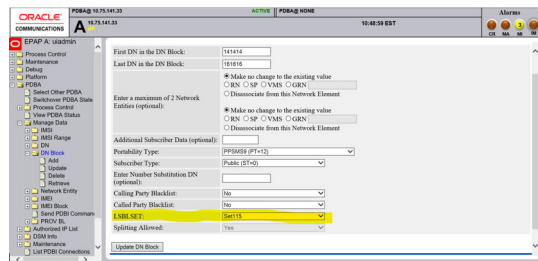 ORACLE
COMMUNICATIONS
PDBA@ 10.75.141.33
ACTIVE
PDBA@ NONE
A 10.75.141.33
10:48:59 EST
Alarms
3
CR MA MI IM
EPAP A: uiadmin
Process Control
Maintenance
Debug
Platform
PDBA
Select Other PDBA
Switchover PDBA State
Process Control
View PDBA Status
Manage Data
IMSI
IMSI Range
DN
DN Block
Add
Update
Delete
Retrieve
Network Entity
IMEI
IMEI Block
Send PDBI Comman
PROV BL
Authorized IP List
DSM Info
Maintenance
List PDBI Connections
First DN in the DN Block: 141414
Last DN in the DN Block: 161616
Enter a maximum of 2 Network Entities (optional):
Make no change to the existing value
RN SP VMS GRN
Disassociate from this Network Element
Make no change to the existing value
RN SP VMS GRN
Disassociate from this Network Element
Additional Subscriber Data (optional):
Portability Type: PPSMS9 (PT=12)
Subscriber Type: Public (ST=0)
Enter Number Substitution DN (optional):
Calling Party Blacklist: No
Called Party Blacklist: No
LSBLSET: Set115
Splitting Allowed: Yes
Update DN Block